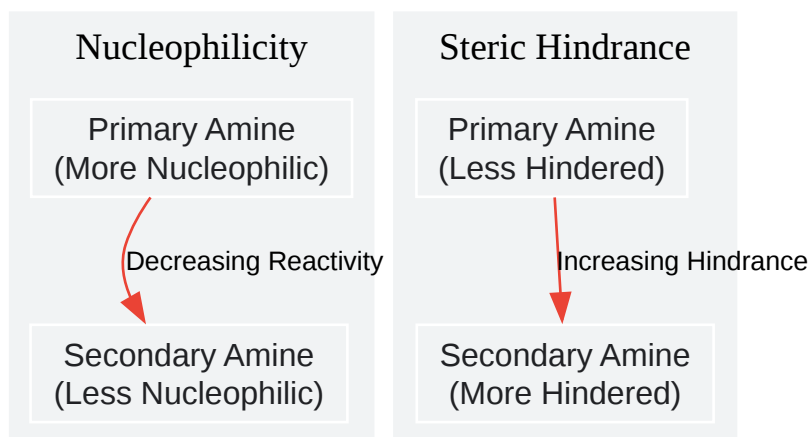 Nucleophilicity
Primary Amine
(More Nucleophilic)
Decreasing Reactivity
Secondary Amine
(Less Nucleophilic)
Steric Hindrance
Primary Amine
(Less Hindered)
Increasing Hindrance
Secondary Amine
(More Hindered)